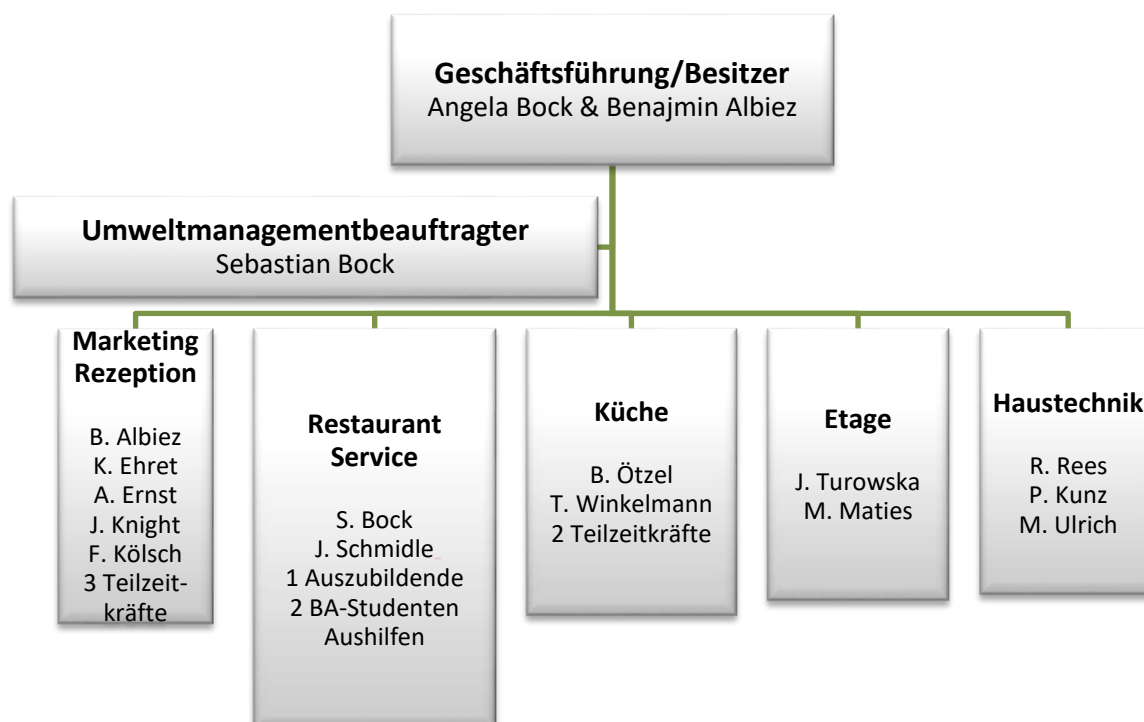 Geschäftsführung/Besitzer
Angela Bock & Benajmin Albiez
Umweltmanagementbeauftragter
Sebastian Bock
Marketing
Rezeption
B. Albiez
K. Ehret
A. Ernst
J. Knight
F. Kölsch
3 Teilzeit-
kräfte
Restaurant
Service
S. Bock
J. Schmidle
1 Auszubildende
2 BA-Studenten
Aushilfen
Küche
B. Ötzel
T. Winkelmann
2 Teilzeitkräfte
Etage
J. Turowska
M. Maties
Haustechnik
R. Rees
P. Kunz
M. Ulrich